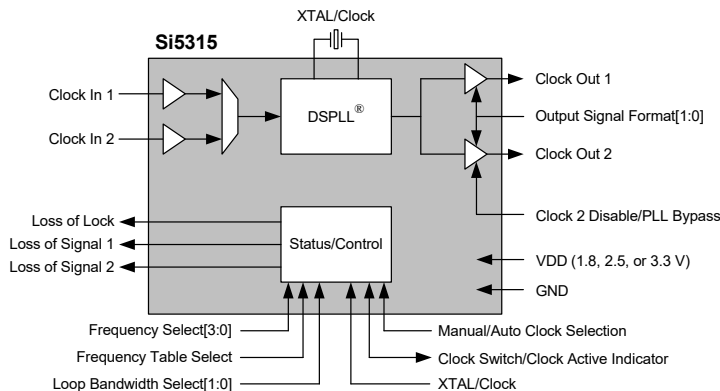 XTAL/Clock
Si5315
Clock In 1
Clock In 2
DSPLL®
Clock Out 1
Output Signal Format[1:0]
Clock Out 2
Clock 2 Disable/PLL Bypass
Loss of Lock
Loss of Signal 1
Loss of Signal 2
Status/Control
VDD (1.8, 2.5, or 3.3 V)
GND
Frequency Select[3:0]
Frequency Table Select
Loop Bandwidth Select[1:0]
Manual/Auto Clock Selection
Clock Switch/Clock Active Indicator
XTAL/Clock